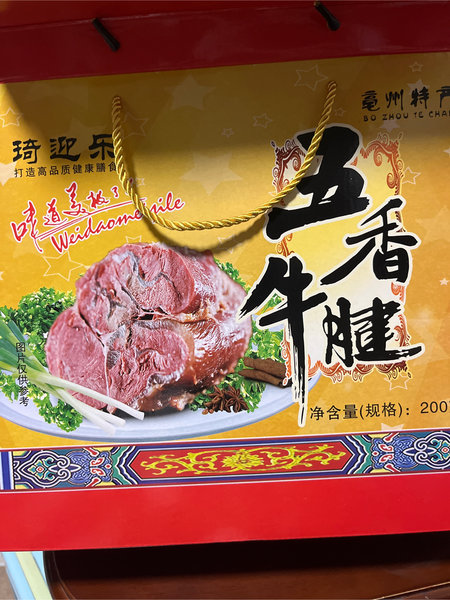 亳州特产
BO ZHOU TE CHAN
琦迎乐
打造高品质健康膳食
味道美极了
Weidaomeijile
五香牛腱
图片仅供参考
净含量(规格)：200